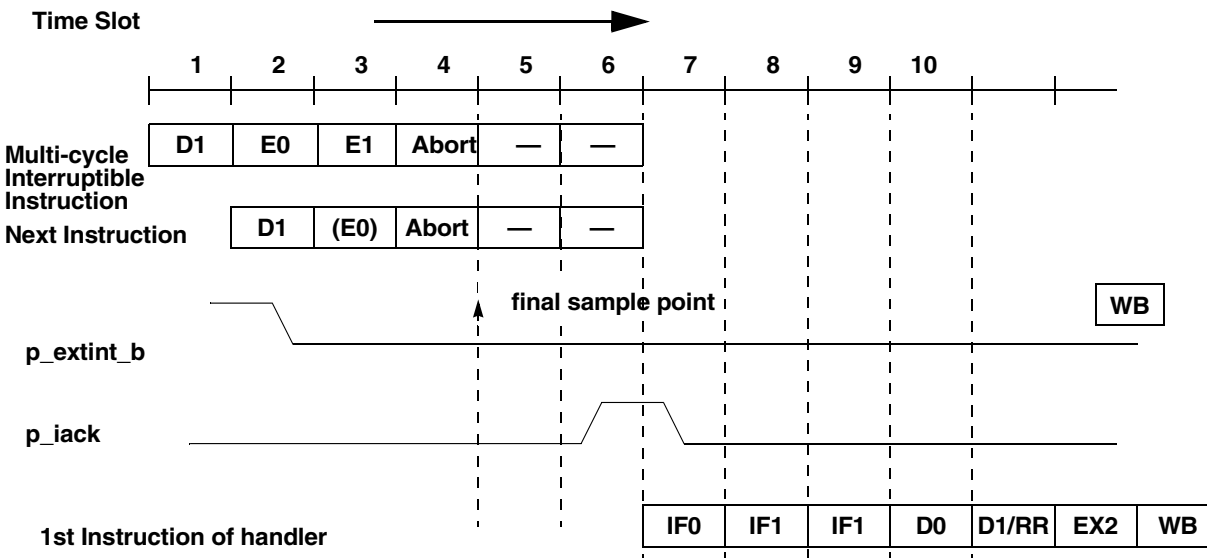 Time Slot
1 2 3 4 5 6 7 8 9 10
Multi-cycle
Interruptible
Instruction
D1 E0 E1 Abort — —
Next Instruction
D1 (E0) Abort — —
final sample point
WB
p_extint_b
p_iack
1st Instruction of handler
IF0 IF1 IF1 D0 D1/RR EX2 WB